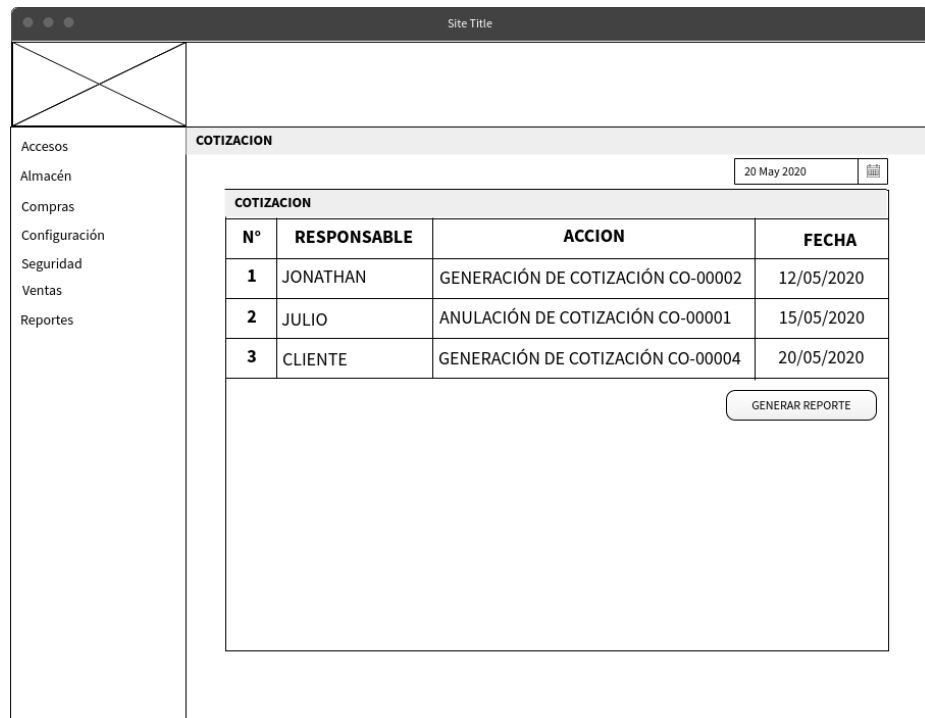 Site Title
COTIZACION
Accesos
Almacén
Compras
Configuración
Seguridad
Ventas
Reportes
20 May 2020
COTIZACION
N° RESPONSABLE ACCION FECHA
1 JONATHAN GENERACIÓN DE COTIZACIÓN CO-00002 12/05/2020
2 JULIO ANULACIÓN DE COTIZACIÓN CO-00001 15/05/2020
3 CLIENTE GENERACIÓN DE COTIZACIÓN CO-00004 20/05/2020
GENERAR REPORTE